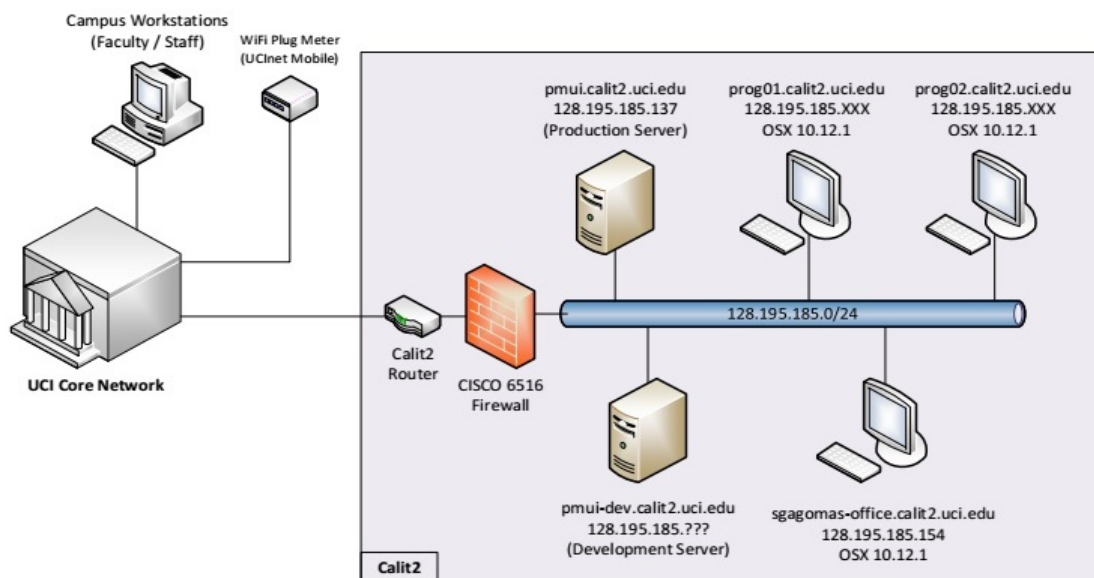 Campus Workstations
(Faculty / Staff)
WiFi Plug Meter
(UCInet Mobile)
UCI Core Network
Calit2
Router
CISCO 6516
Firewall
pmui.calit2.uci.edu
128.195.185.137
(Production Server)
prog01.calit2.uci.edu
128.195.185.XXX
OSX 10.12.1
prog02.calit2.uci.edu
128.195.185.XXX
OSX 10.12.1
128.195.185.0/24
pmui-dev.calit2.uci.edu
128.195.185.???
(Development Server)
sgagomas-office.calit2.uci.edu
128.195.185.154
OSX 10.12.1
Calit2